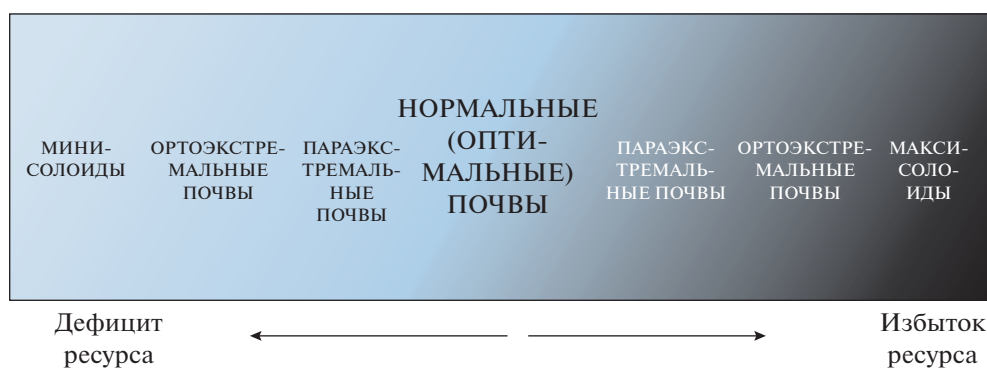 МИНИ-
СОЛОИДЫ
ОРТОЭКСТРЕ-
МАЛЬНЫЕ
ПОЧВЫ
ПАРАЭКС-
ТРЕМАЛЬ-
НЫЕ
ПОЧВЫ
НОРМАЛЬНЫЕ
(ОПТИ-
МАЛЬНЫЕ)
ПОЧВЫ
ПАРАЭКС-
ТРЕМАЛЬ-
НЫЕ ПОЧВЫ
ОРТОЭКСТРЕ-
МАЛЬНЫЕ
ПОЧВЫ
МАКСИ-
СОЛО-
ИДЫ
Дефицит
ресурса
Избыток
ресурса